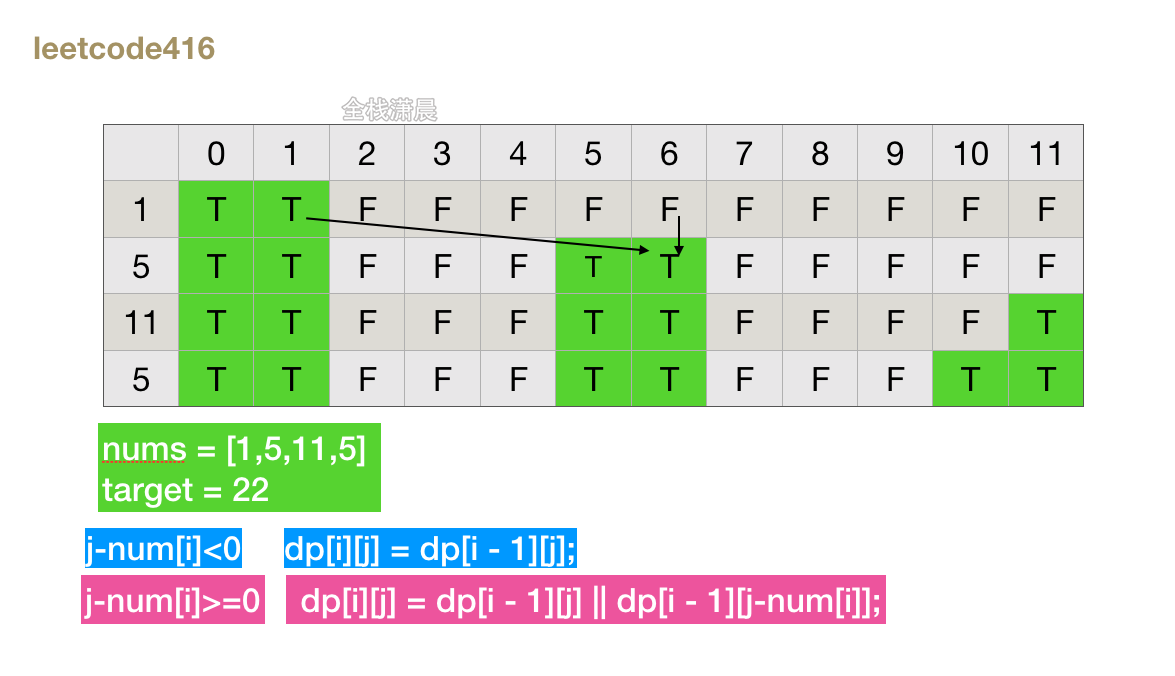 leetcode416
全栈潇晨
0 1 2 3 4 5 6 7 8 9 10 11
1 T T F F F F F F F F F F
5 T T F F F T T F F F F F
11 T T F F F T T F F F F T
5 T T F F F T T F F F T T
nums = [1,5,11,5]
target = 22
j-num[i]<0 dp[i][j] = dp[i - 1][j];
j-num[i]>=0 dp[i][j] = dp[i - 1][j] || dp[i - 1][j-num[i]];